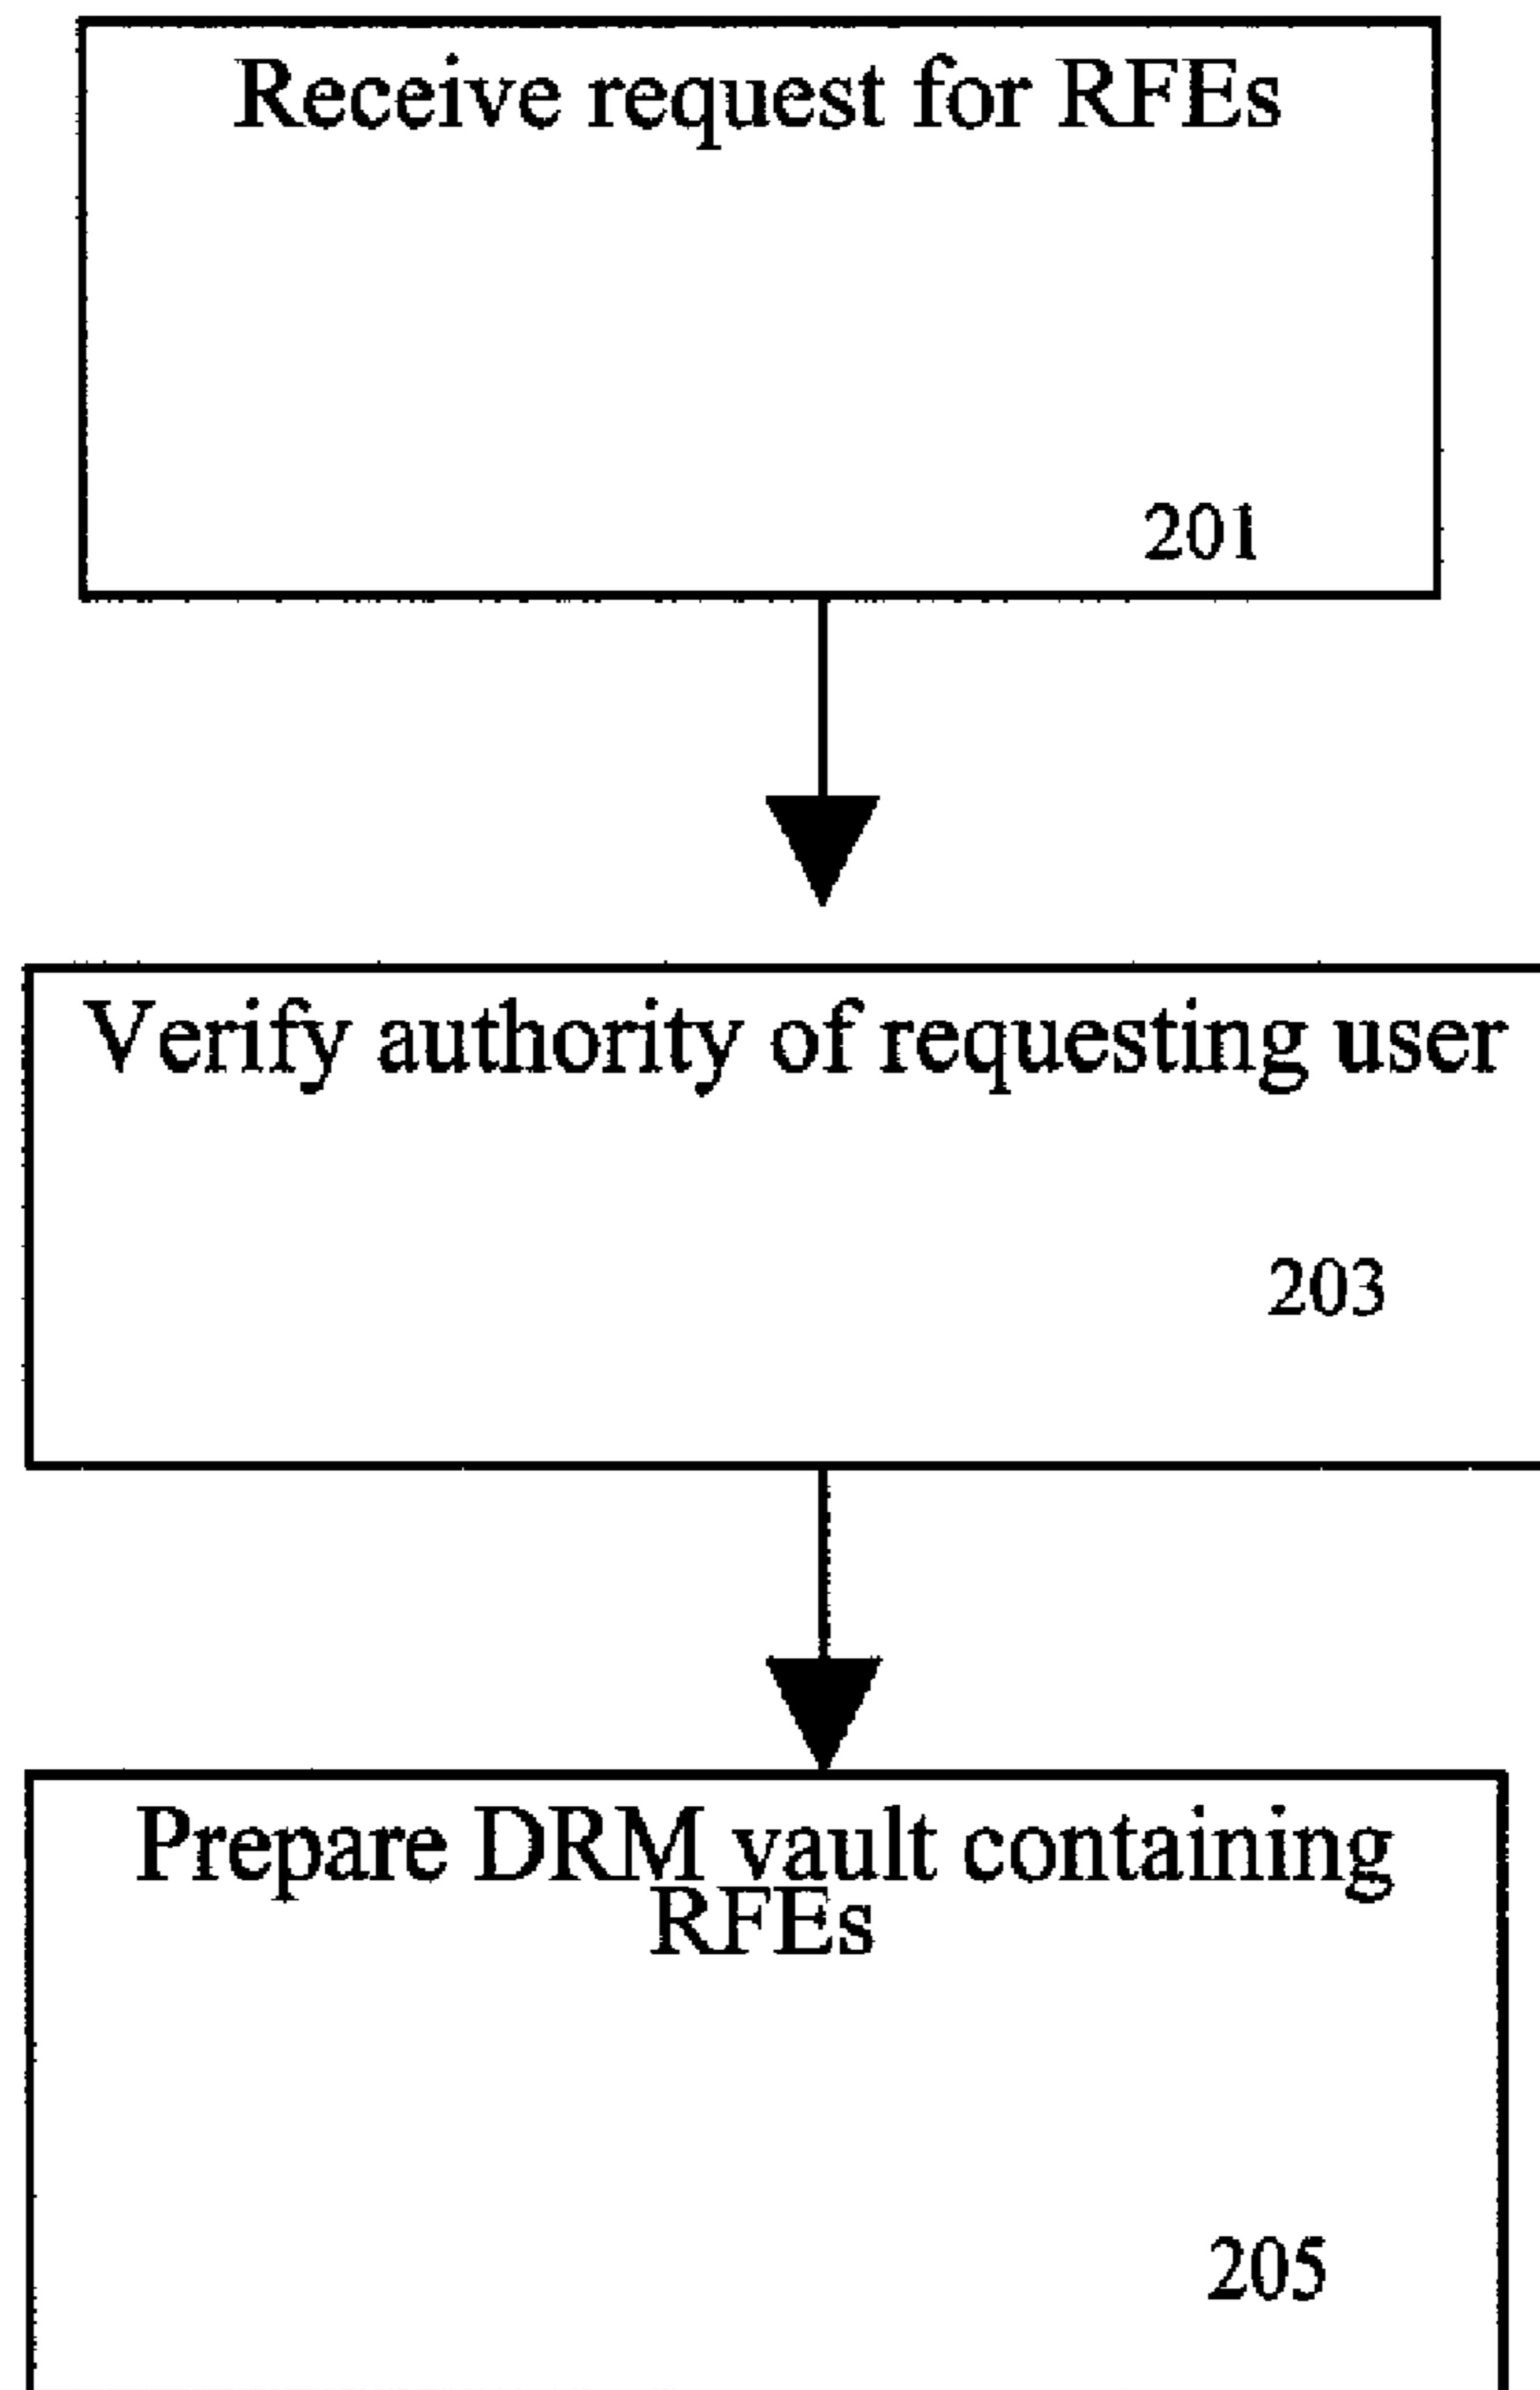 Receive request for RFEs
201
Verify authority of requesting user
203
Prepare DRM vault containing
RFEs
205